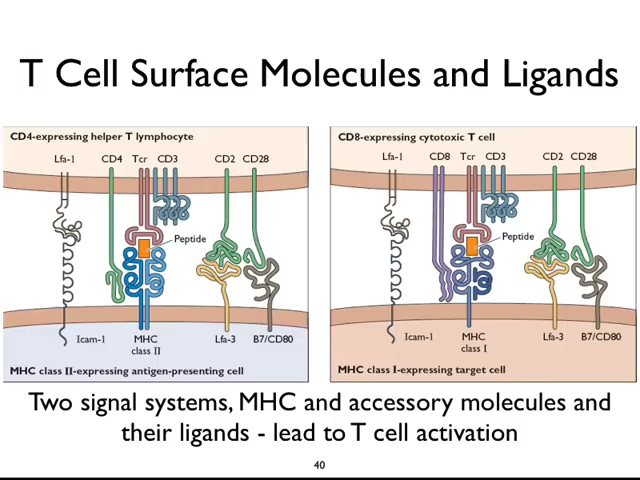 T Cell Surface Molecules and Ligands
CD4-expressing helper T lymphocyte
Lfa-1 CD4 Tcr CD3 CD2 CD28
Peptide
Icam-1 MHC class II Lfa-3 B7/CD80
MHC class II-expressing antigen-presenting cell
CD8-expressing cytotoxic T cell
Lfa-1 CD8 Tcr CD3 CD2 CD28
Peptide
Icam-1 MHC class I Lfa-3 B7/CD80
MHC class I-expressing target cell
Two signal systems, MHC and accessory molecules and
their ligands - lead to T cell activation
40